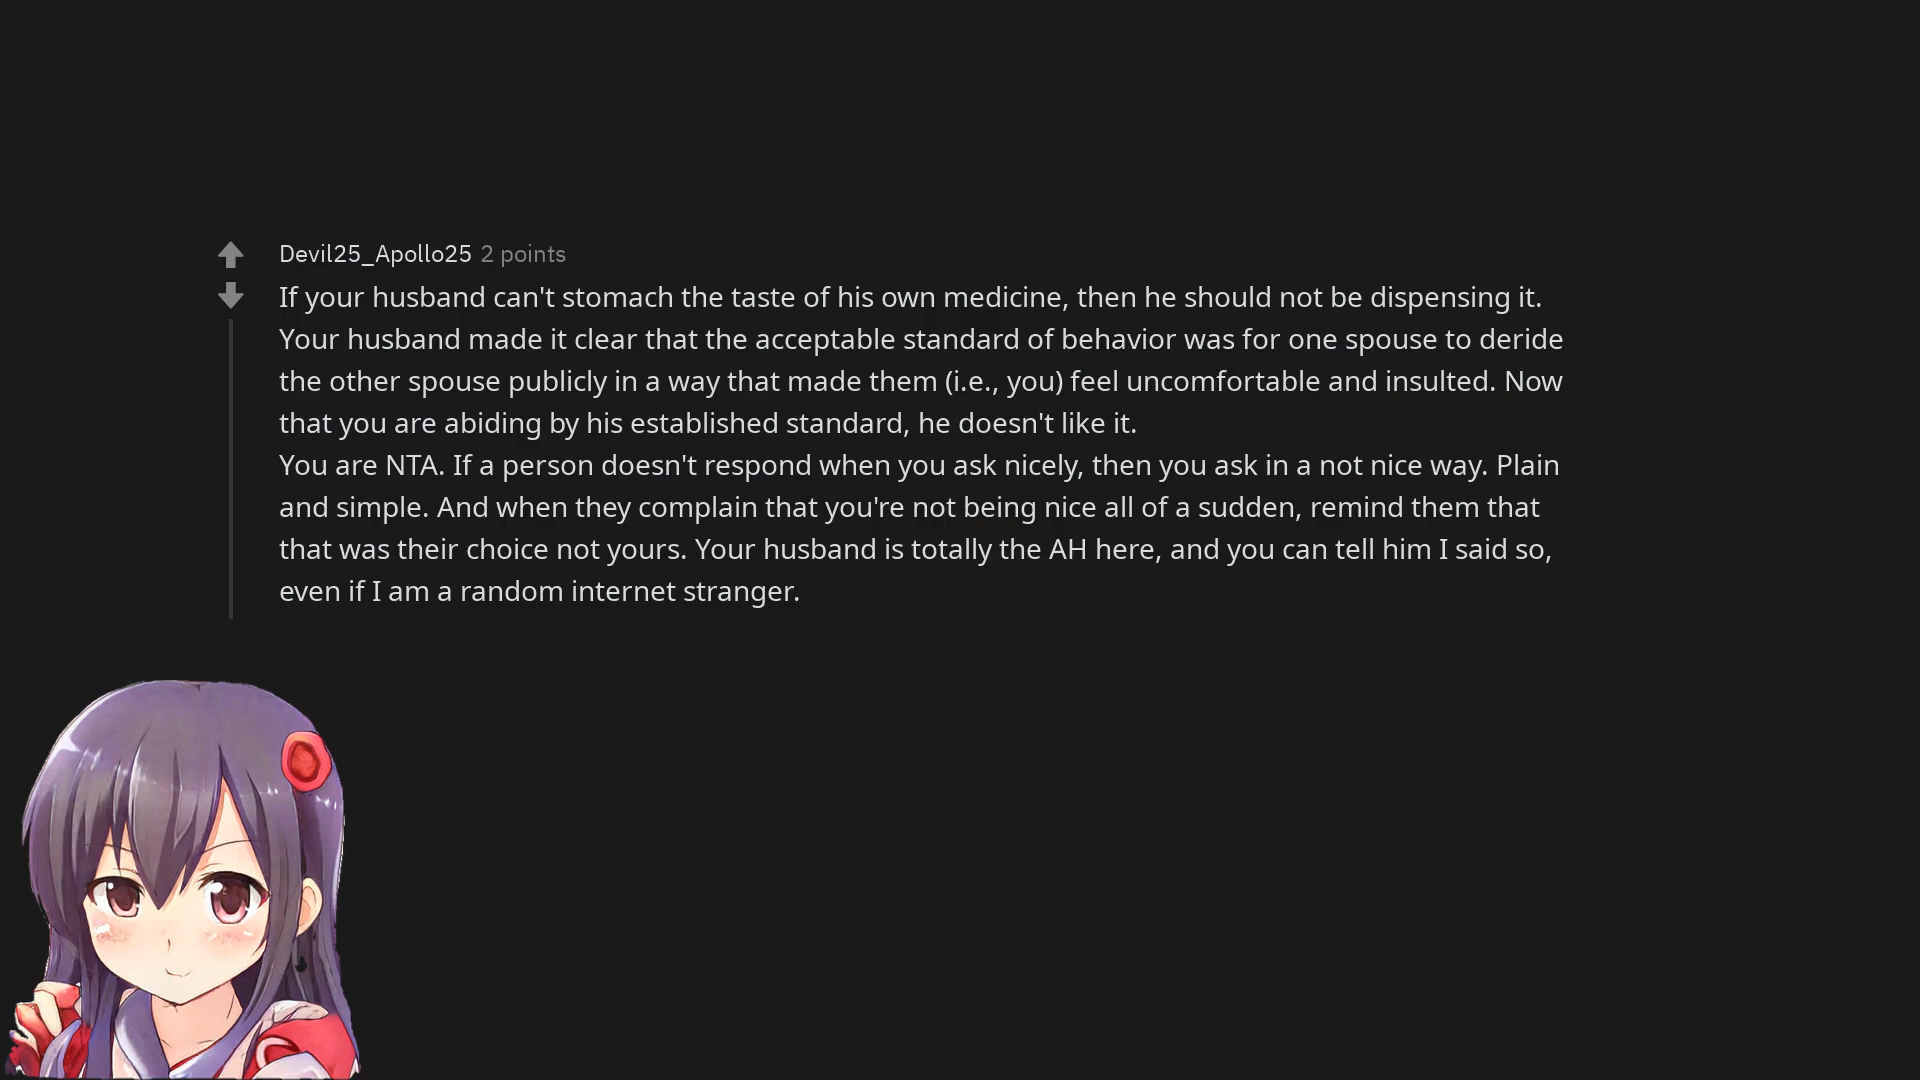 Devil25_Apollo25 2 points
If your husband can't stomach the taste of his own medicine, then he should not be dispensing it.
Your husband made it clear that the acceptable standard of behavior was for one spouse to deride
the other spouse publicly in a way that made them (i.e., you) feel uncomfortable and insulted. Now
that you are abiding by his established standard, he doesn't like it.
You are NTA. If a person doesn't respond when you ask nicely, then you ask in a not nice way. Plain
and simple. And when they complain that you're not being nice all of a sudden, remind them that
that was their choice not yours. Your husband is totally the AH here, and you can tell him I said so,
even if I am a random internet stranger.